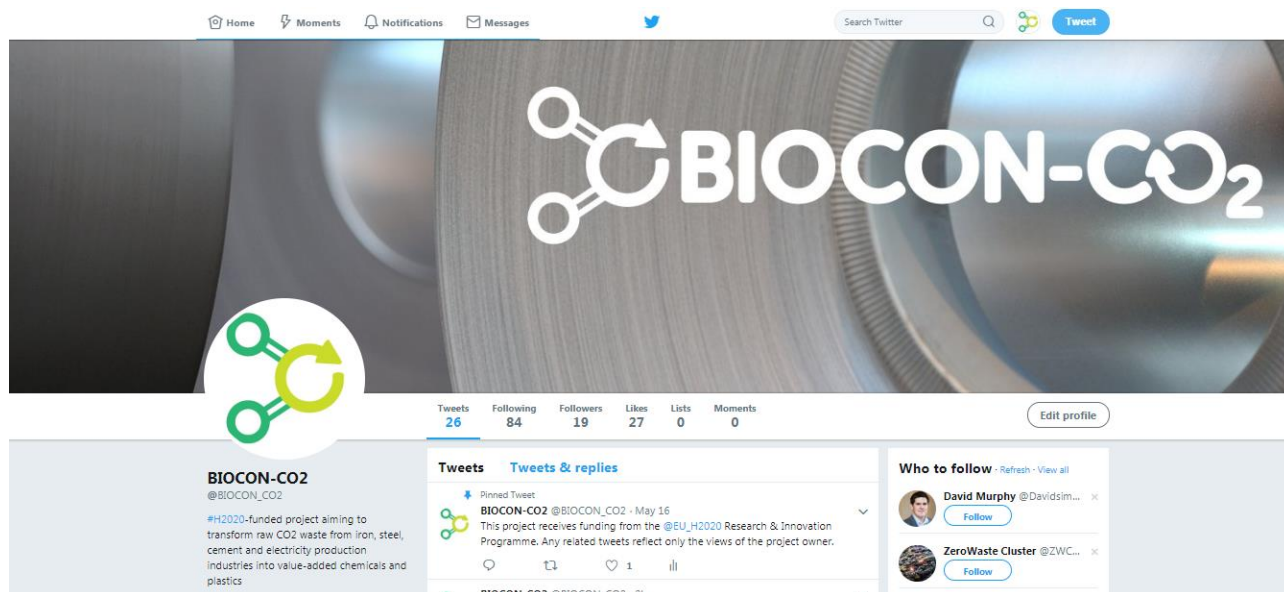 Home Moments Notifications Messages Search Twitter Tweet
BIOCON-CO2
Tweets Following Followers Likes Lists Moments
26 84 19 27 0 0
Edit profile
BIOCON-CO2
@BIOCON_CO2
#H2020-funded project aiming to
transform raw CO2 waste from iron, steel,
cement and electricity production
industries into value-added chemicals and
plastics
Tweets Tweets & replies
Pinned Tweet
BIOCON-CO2 @BIOCON_CO2 · May 16
This project receives funding from the @EU_H2020 Research & Innovation
Programme. Any related tweets reflect only the views of the project owner.
1
Who to follow · Refresh · View all
David Murphy @Davidsim...
Follow
ZeroWaste Cluster @ZWC...
Follow